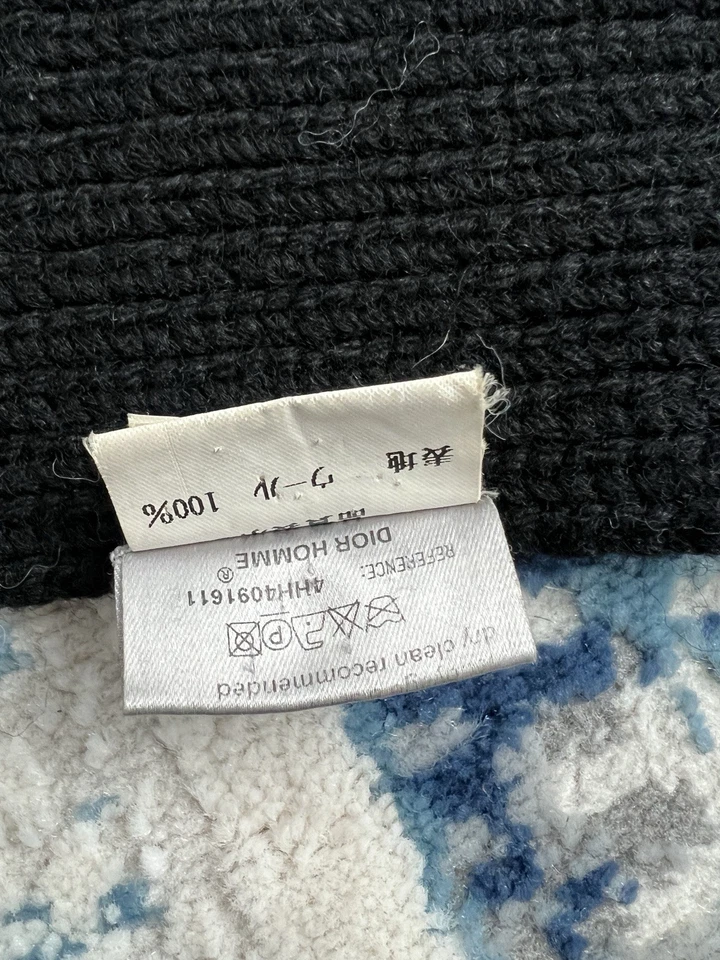 表地 ウール 100%
DIOR HOMME®
REFERENCE:
4HH4091611
P
dry clean recommended